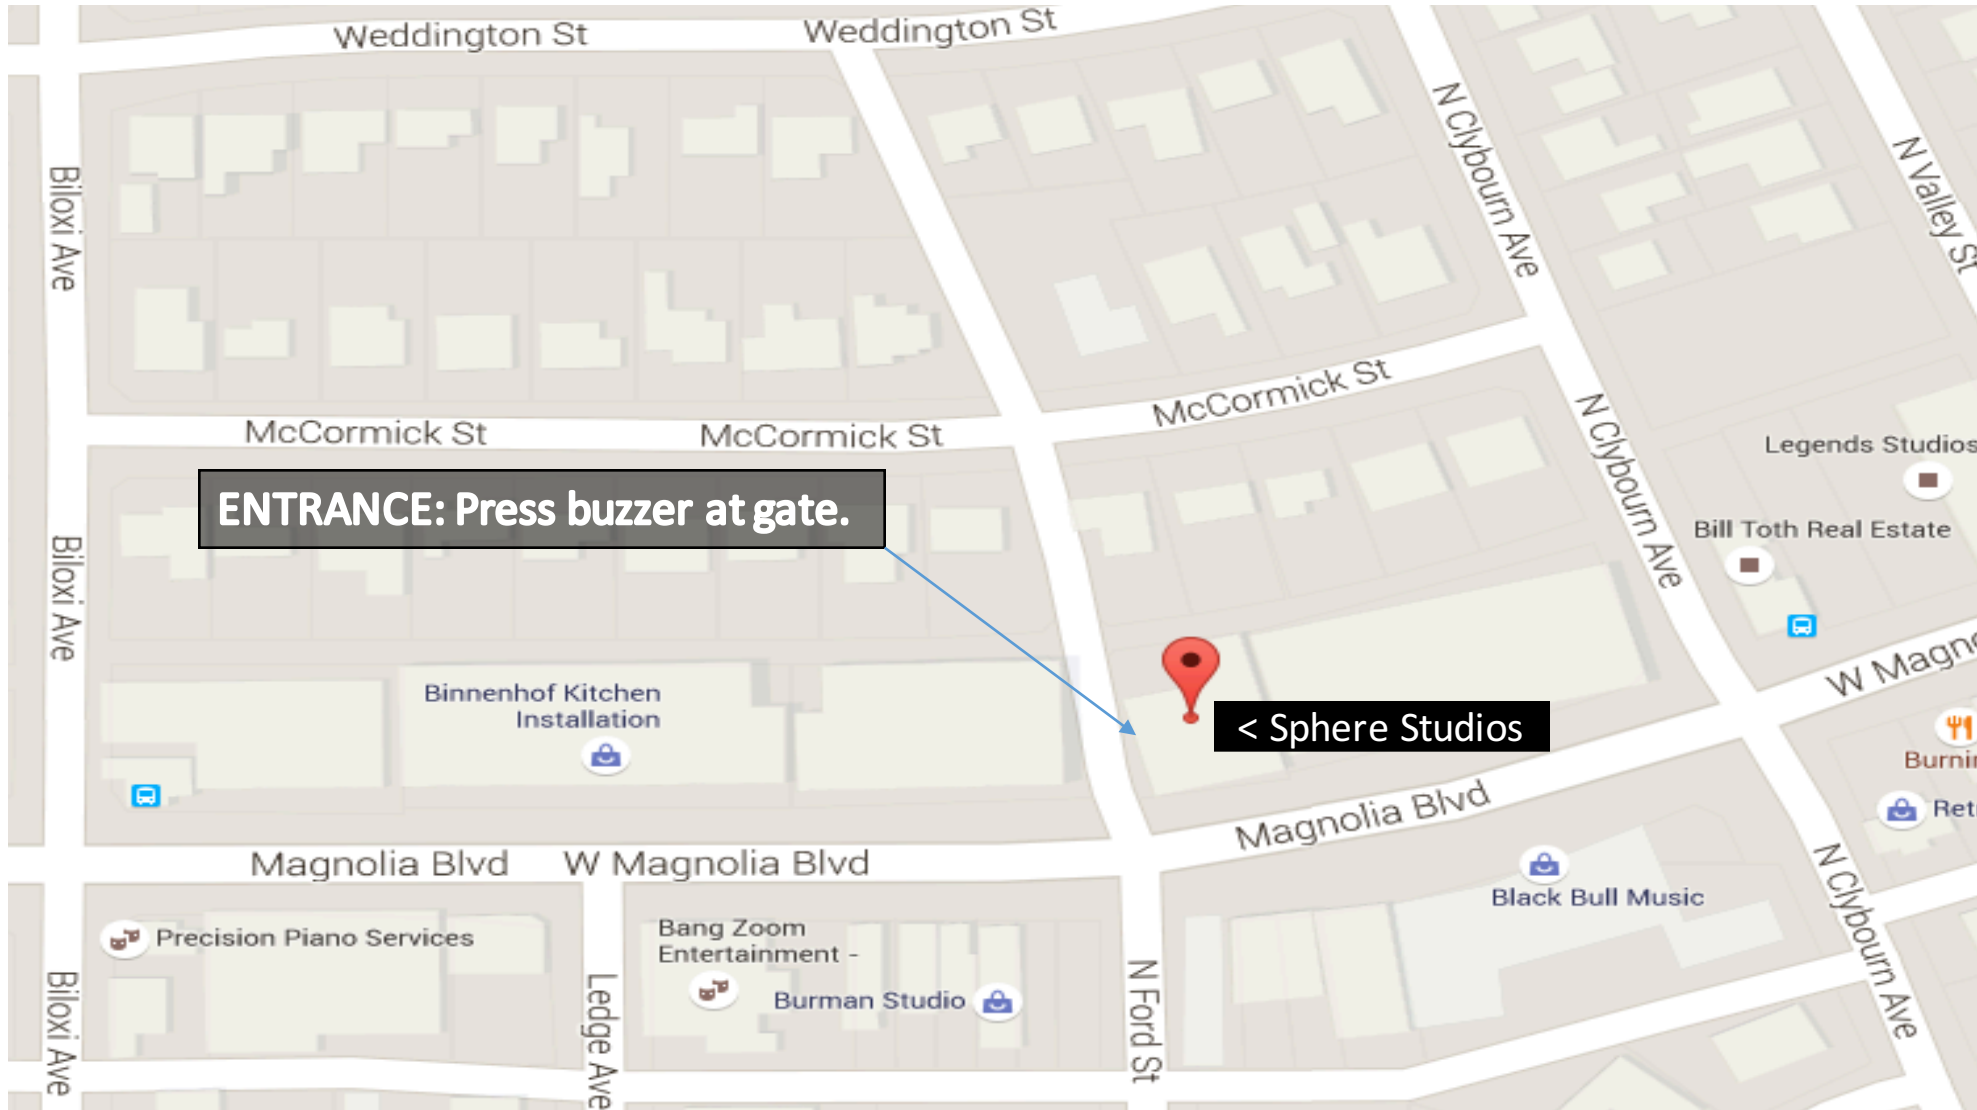 Weddington St
Weddington St
N Clybourn Ave
N Valley St
Biloxi Ave
McCormick St
McCormick St
McCormick St
N Clybourn Ave
Legends Studios
ENTRANCE: Press buzzer at gate.
Bill Toth Real Estate
Biloxi Ave
Binnenhof Kitchen
Installation
W Magn
< Sphere Studios
Burnin
Magnolia Blvd
Ret
Magnolia Blvd
W Magnolia Blvd
Black Bull Music
N Clybourn Ave
Precision Piano Services
Bang Zoom
Entertainment -
Burman Studio
Biloxi Ave
Ledge Ave
N Ford St